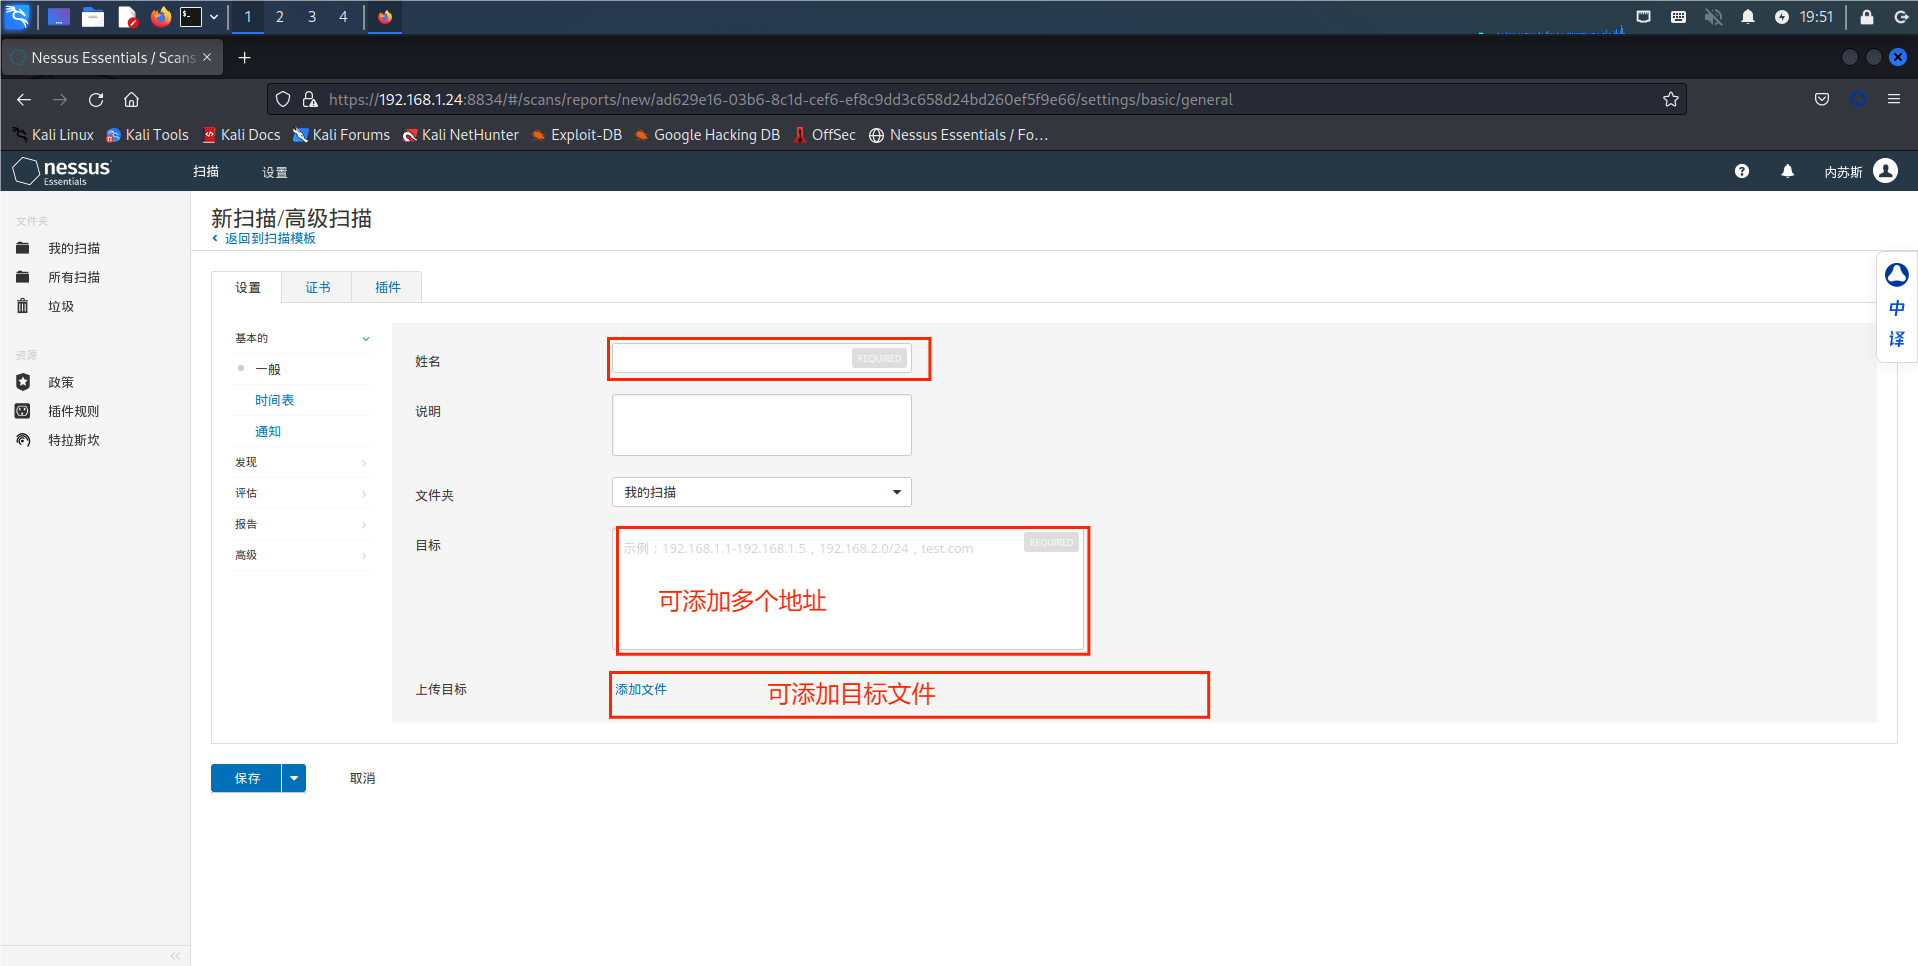 1 2 3 4 19:51
Nessus Essentials / Scans
https://192.168.1.24:8834/#/scans/reports/new/ad629e16-03b6-8c1d-cef6-ef8c9dd3c658d24bd260ef5f9e66/settings/basic/general
Kali Linux Kali Tools Kali Docs Kali Forums Kali NetHunter Exploit-DB Google Hacking DB OffSec Nessus Essentials / Fo...
nessus
Essentials
扫描 设置 内苏斯
文件夹
我的扫描
所有扫描
垃圾
资源
政策
插件规则
特拉斯坎
新扫描/高级扫描
返回到扫描模板
设置 证书 插件
基本的
一般
时间表
通知
发现
评估
报告
高级
姓名 REQUIRED
说明
文件夹 我的扫描
目标 示例：192.168.1.1-192.168.1.5，192.168.2.0/24，test.com REQUIRED
可添加多个地址
上传目标 添加文件 可添加目标文件
保存 取消
中
译